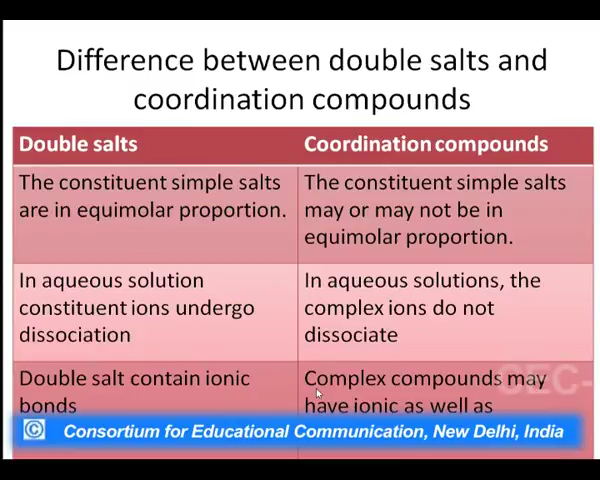 Difference between double salts and
coordination compounds
Double salts
Coordination compounds
The constituent simple salts
are in equimolar proportion.
The constituent simple salts
may or may not be in
equimolar proportion.
In aqueous solution
constituent ions undergo
dissociation
In aqueous solutions, the
complex ions do not
dissociate
Double salt contain ionic
bonds
Complex compounds may
have ionic as well as
CEC-
© Consortium for Educational Communication, New Delhi, India